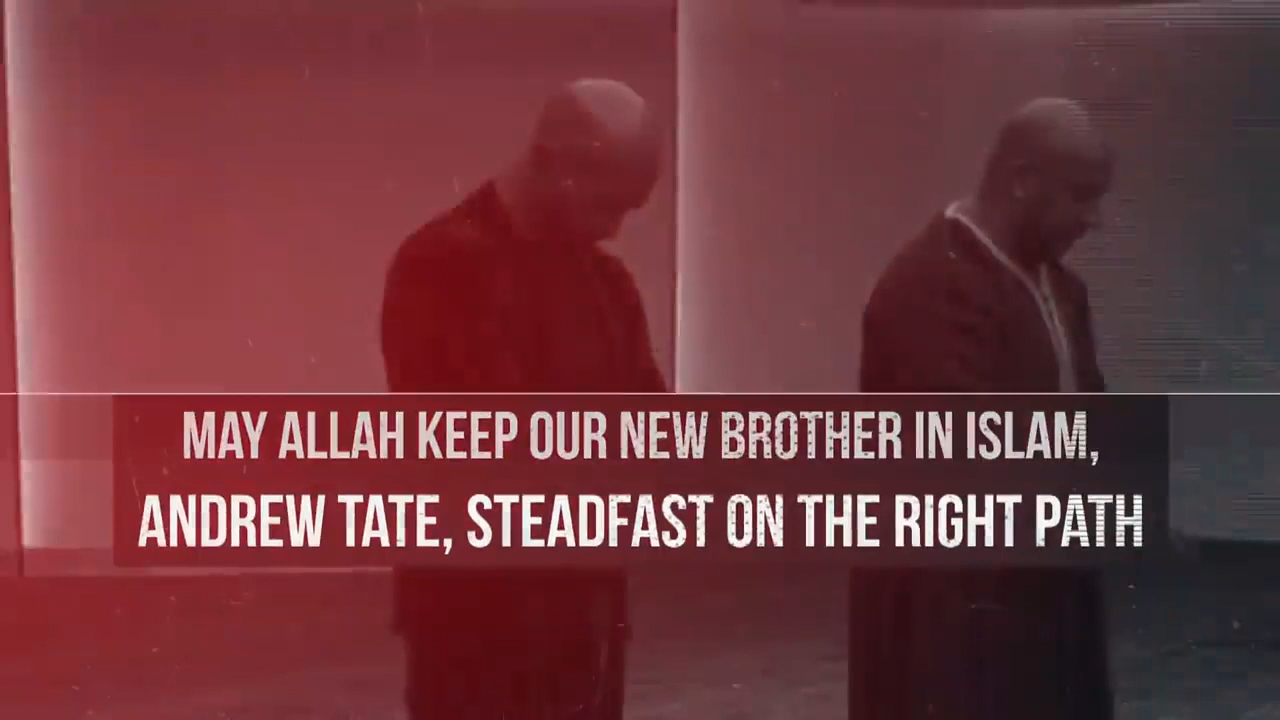 MAY ALLAH KEEP OUR NEW BROTHER IN ISLAM,
ANDREW TATE, STEADFAST ON THE RIGHT PATH